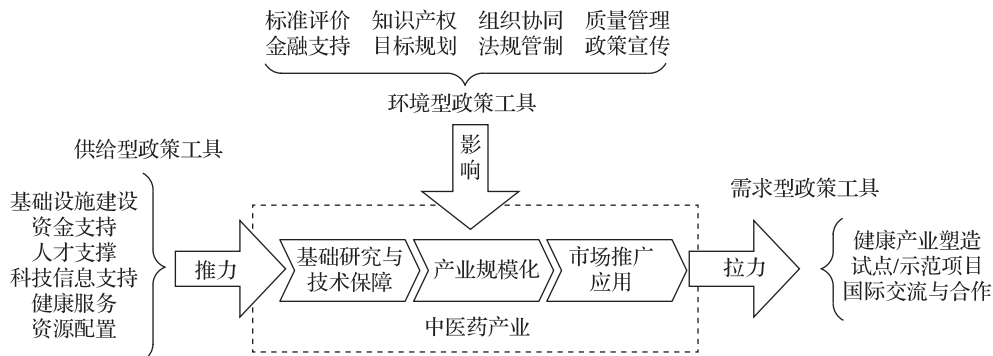 标准评价 知识产权 组织协同 质量管理
金融支持 目标规划 法规管制 政策宣传
环境型政策工具
影响
供给型政策工具
基础设施建设
资金支持
人才支撑
科技信息支持
健康服务
资源配置
推力
基础研究与
技术保障
产业规模化
市场推广
应用
中医药产业
拉力
需求型政策工具
健康产业塑造
试点/示范项目
国际交流与合作